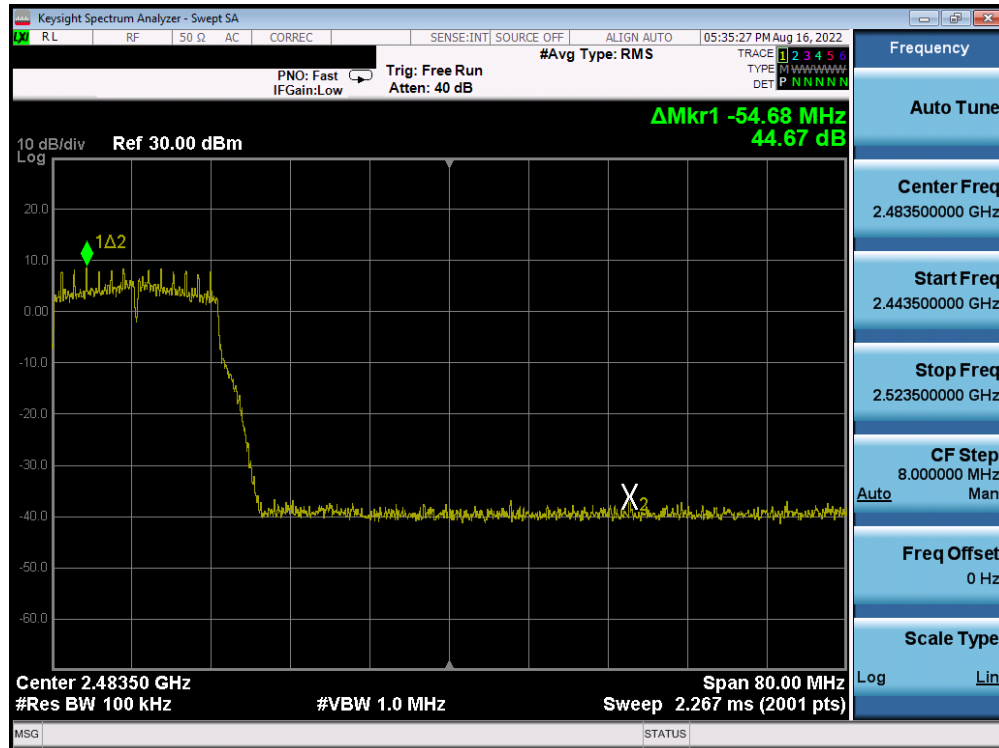 Keysight Spectrum Analyzer - Swept SA
LXI RL RF 50 Ω AC CORREC SENSE:INT SOURCE OFF ALIGN AUTO 05:35:27 PM Aug 16, 2022
#Avg Type: RMS
TRACE 1 2 3 4 5 6
PNO: Fast Trig: Free Run
TYPE M WWWWW
IFGain:Low Atten: 40 dB
DET P N N N N N
Frequency
Auto Tune
ΔMkr1 -54.68 MHz
44.67 dB
10 dB/div Ref 30.00 dBm
Log
20.0
10.0
0.00
-10.0
-20.0
-30.0
-40.0
-50.0
-60.0
1Δ2
X2
Center 2.48350 GHz Span 80.00 MHz
#Res BW 100 kHz #VBW 1.0 MHz Sweep 2.267 ms (2001 pts)
Center Freq
2.483500000 GHz
Start Freq
2.443500000 GHz
Stop Freq
2.523500000 GHz
CF Step
8.000000 MHz
Auto Man
Freq Offset
0 Hz
Scale Type
Log Lin
MSG STATUS